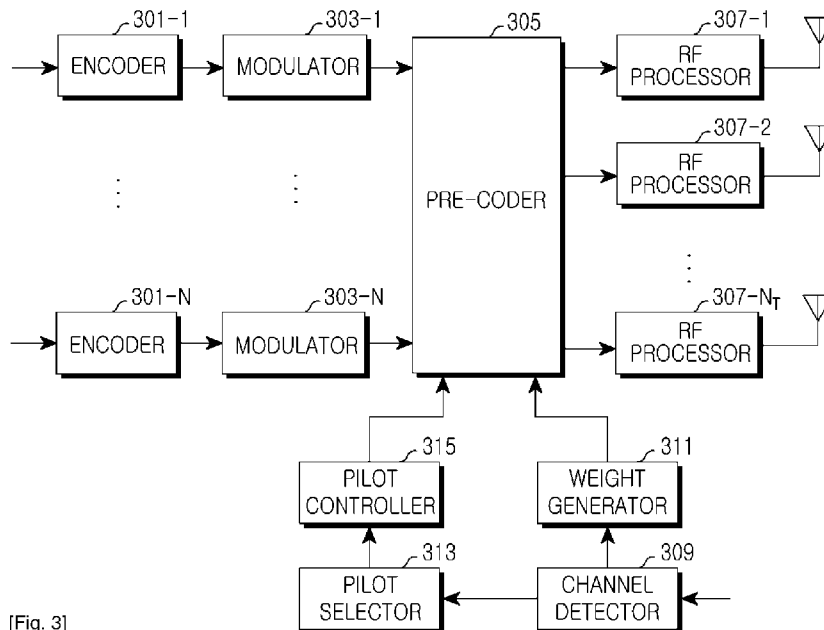 301-1
303-1
305
307-1
ENCODER
MODULATOR
RF
PROCESSOR
307-2
RF
PROCESSOR
PRE-CODER
301-N
303-N
307-NT
ENCODER
MODULATOR
RF
PROCESSOR
315
311
PILOT
CONTROLLER
WEIGHT
GENERATOR
313
309
PILOT
SELECTOR
CHANNEL
DETECTOR
[Fig. 3]